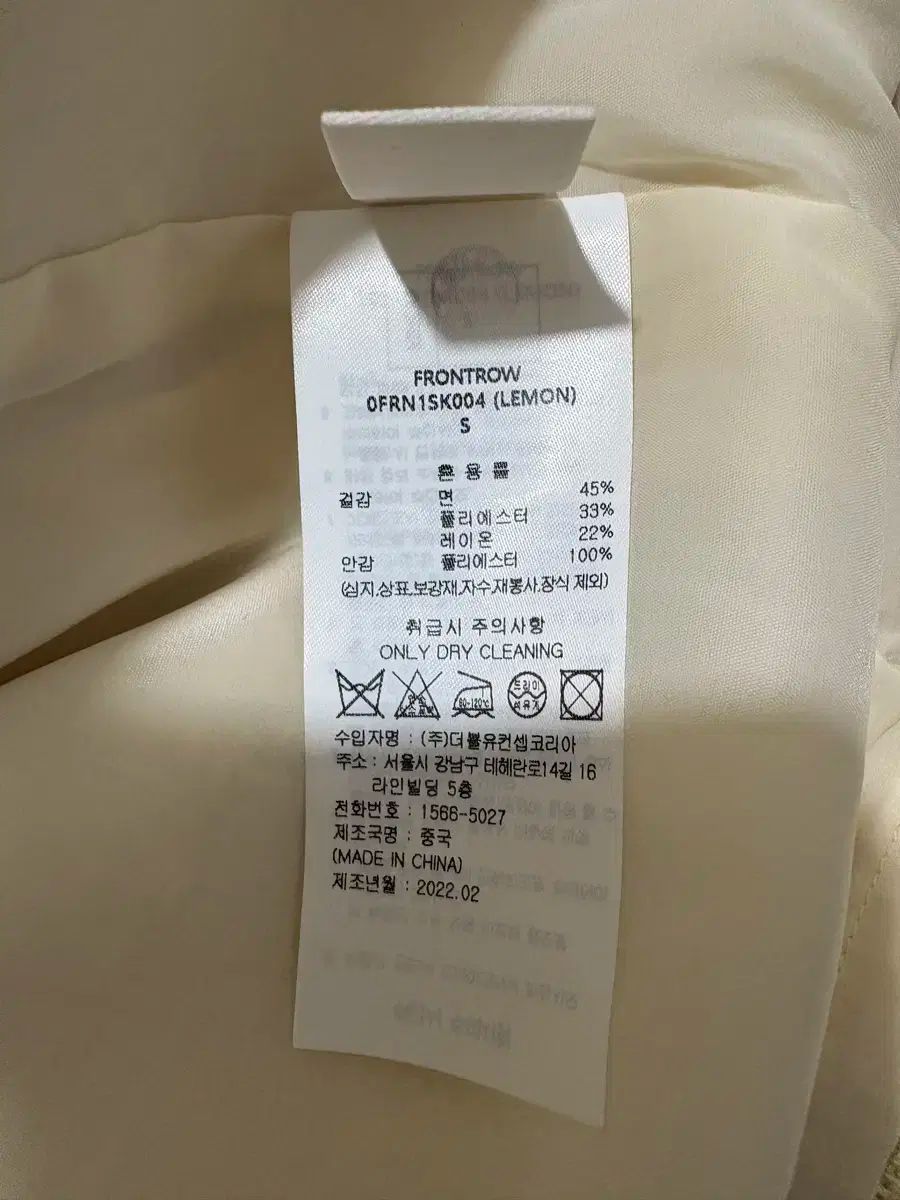 FRONTROW
0FRN1SK004 (LEMON)
S
혼 용 률
겉감 면 45%
폴리에스터 33%
레이온 22%
안감 폴리에스터 100%
(심지,상표,보강재,자수,재봉사,장식 제외)
취급시 주의사항
ONLY DRY CLEANING
80~120℃ 드라이
석유계
수입자명 : (주)더블유컨셉코리아
주소 : 서울시 강남구 테헤란로14길 16
라인빌딩 5층
전화번호 : 1566-5027
제조국명 : 중국
(MADE IN CHINA)
제조년월 : 2022.02